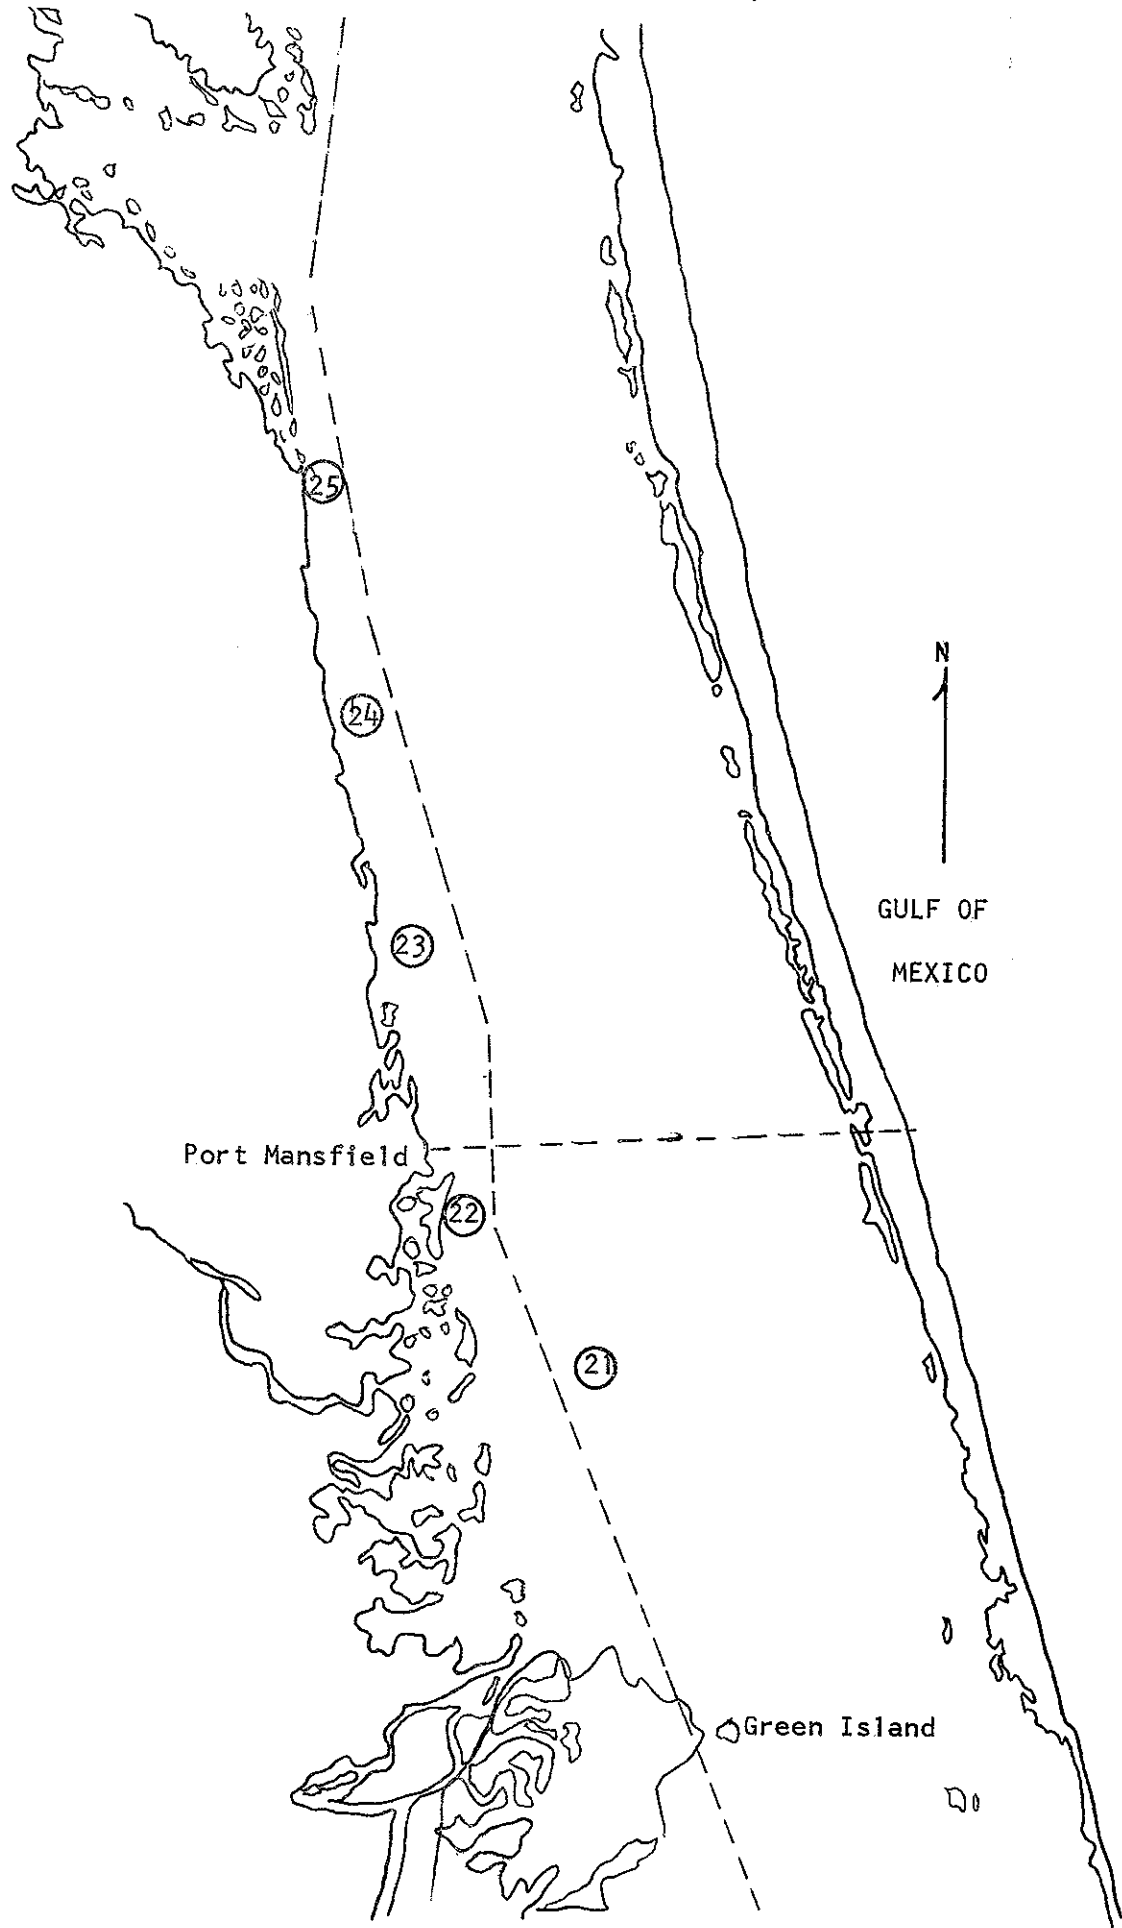 25
N
24
GULF OF
MEXICO
23
Port Mansfield
22
21
Green Island